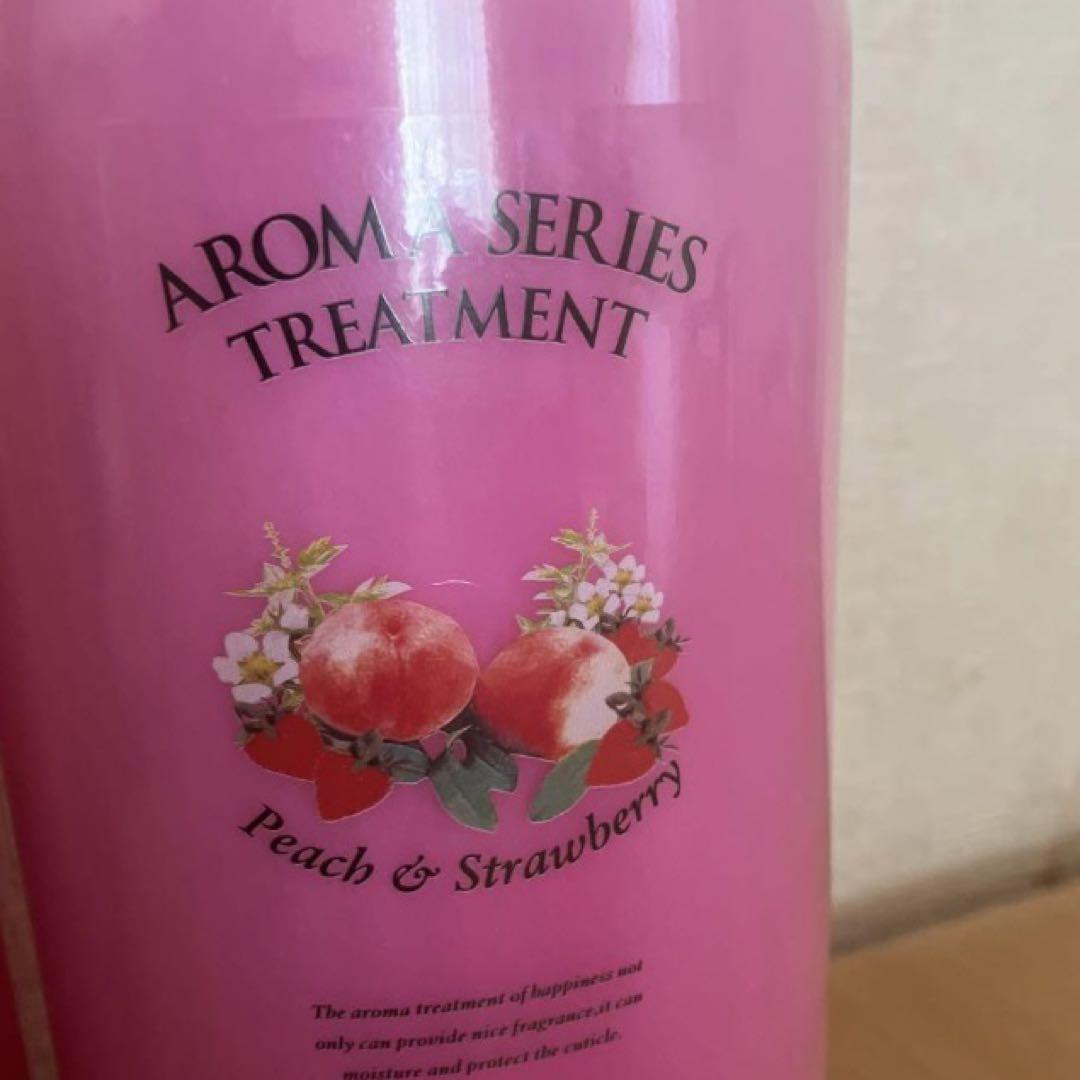 AROMA SERIES
TREATMENT
Peach & Strawberry
The aroma treatment of happiness not
only can provide nice fragrance,it can
moisture and protect the cuticle.